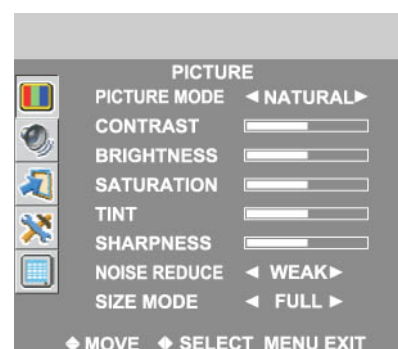 PICTURE
PICTURE MODE ◀ NATURAL▶
CONTRAST
BRIGHTNESS
SATURATION
TINT
SHARPNESS
NOISE REDUCE ◀ WEAK▶
SIZE MODE ◀ FULL ▶
MOVE SELECT MENU EXIT